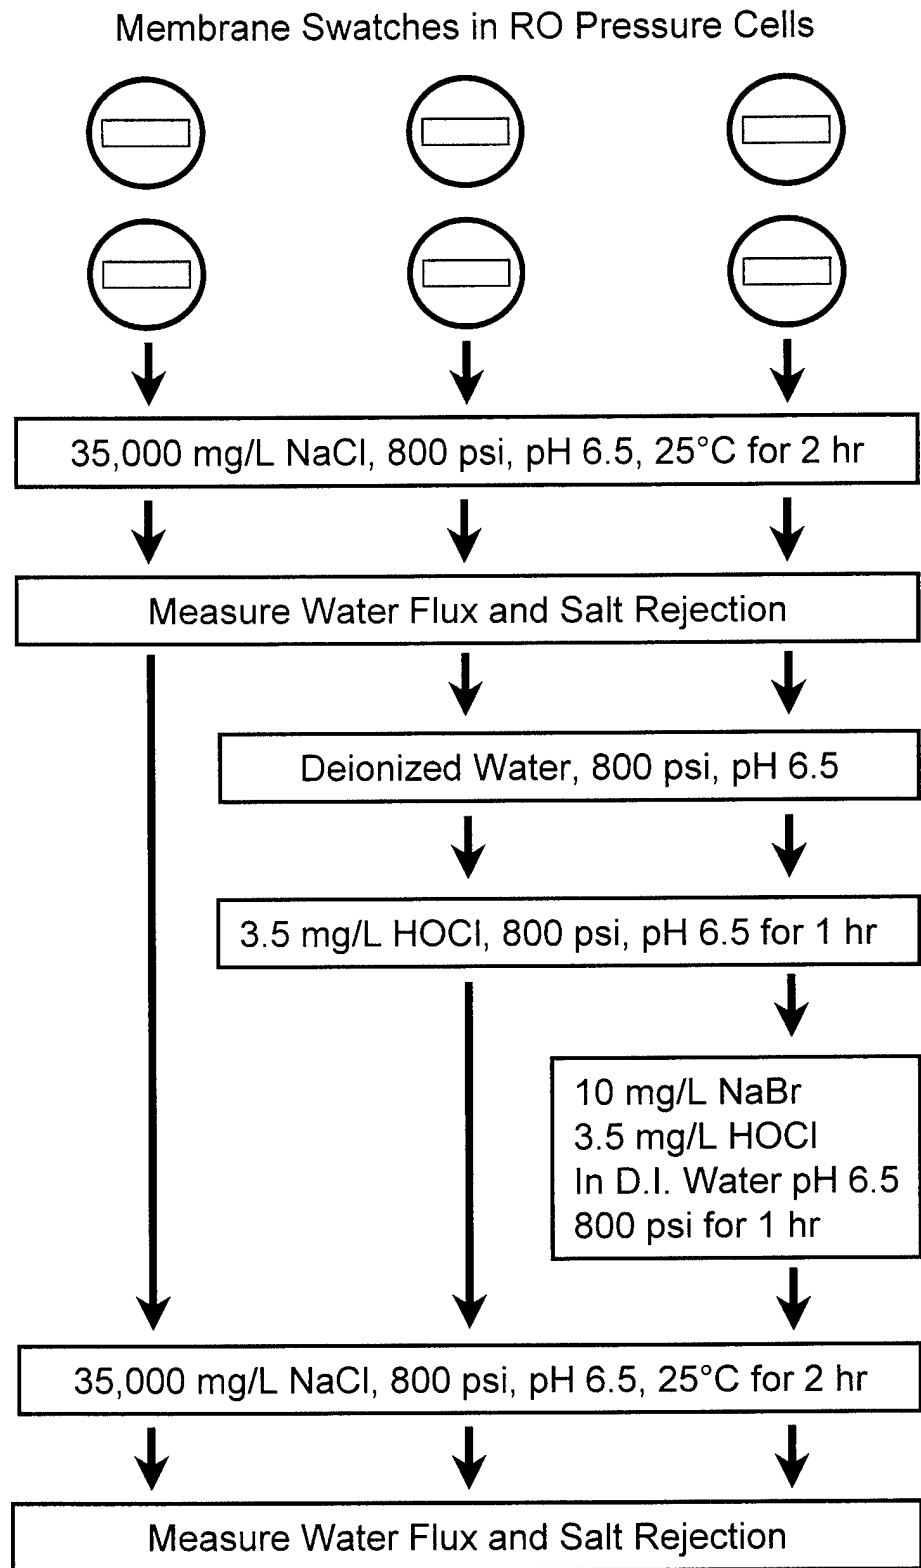 Membrane Swatches in RO Pressure Cells
35,000 mg/L NaCl, 800 psi, pH 6.5, 25°C for 2 hr
Measure Water Flux and Salt Rejection
Deionized Water, 800 psi, pH 6.5
3.5 mg/L HOCl, 800 psi, pH 6.5 for 1 hr
10 mg/L NaBr
3.5 mg/L HOCl
In D.I. Water pH 6.5
800 psi for 1 hr
35,000 mg/L NaCl, 800 psi, pH 6.5, 25°C for 2 hr
Measure Water Flux and Salt Rejection